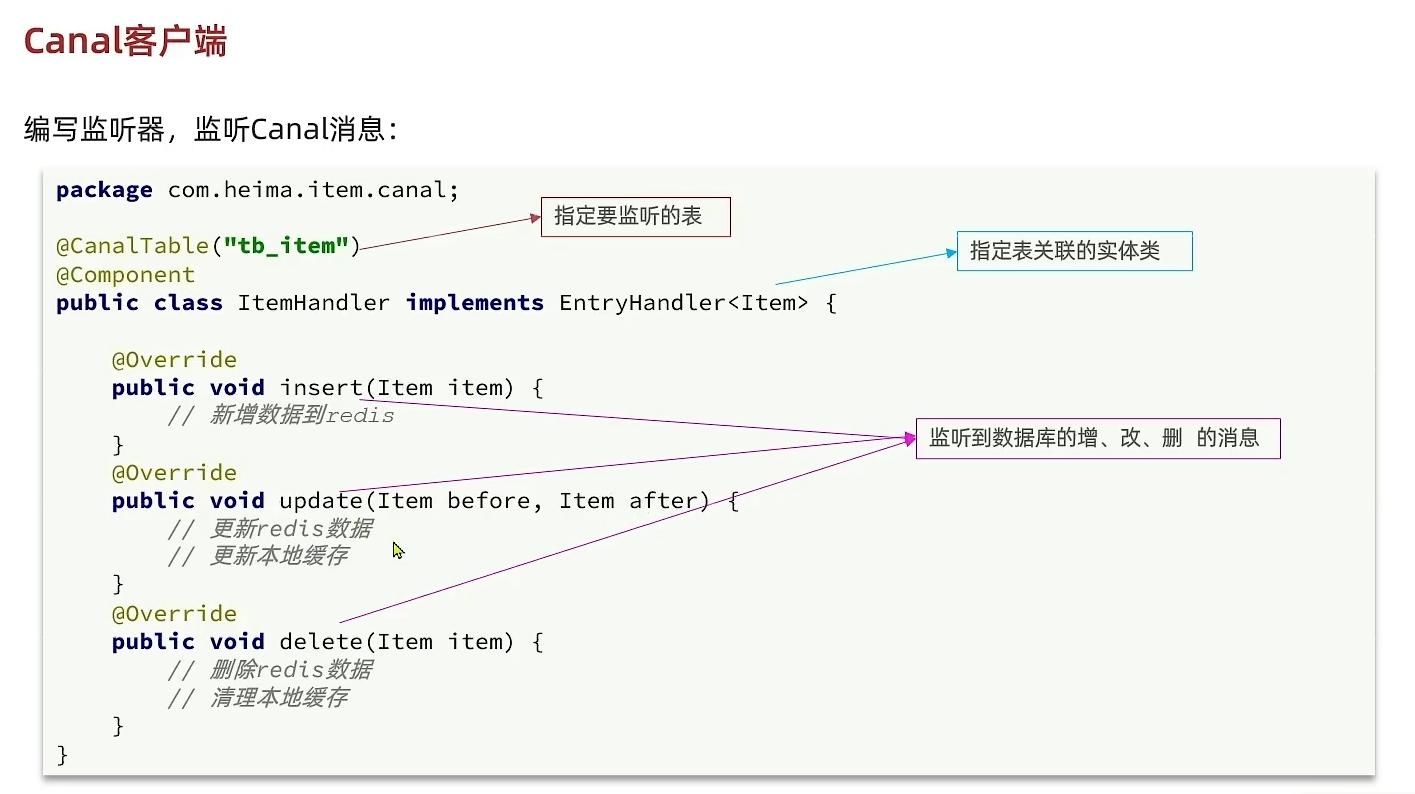 Canal客户端
编写监听器，监听Canal消息：
package com.heima.item.canal;
指定要监听的表
@CanalTable("tb_item")
指定表关联的实体类
@Component
public class ItemHandler implements EntryHandler<Item> {
@Override
public void insert(Item item) {
// 新增数据到redis
}
监听到数据库的增、改、删 的消息
@Override
public void update(Item before, Item after) {
// 更新redis数据
// 更新本地缓存
}
@Override
public void delete(Item item) {
// 删除redis数据
// 清理本地缓存
}
}